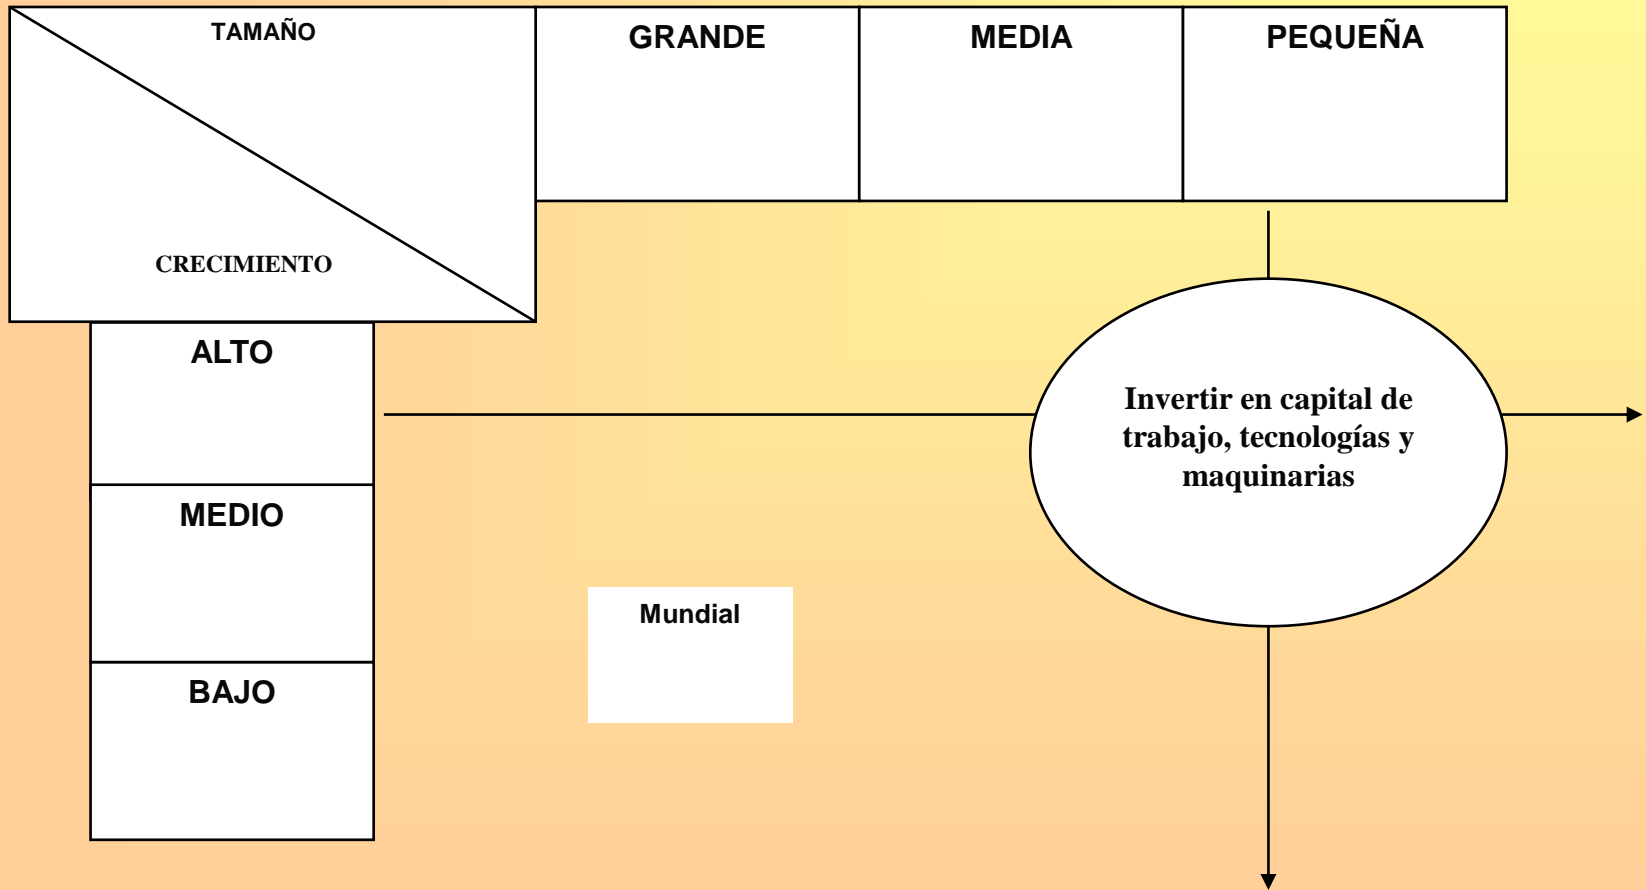 TAMAÑO
GRANDE
MEDIA
PEQUEÑA
CRECIMIENTO
ALTO
MEDIO
BAJO
Invertir en capital de
trabajo, tecnologías y
maquinarias
Mundial